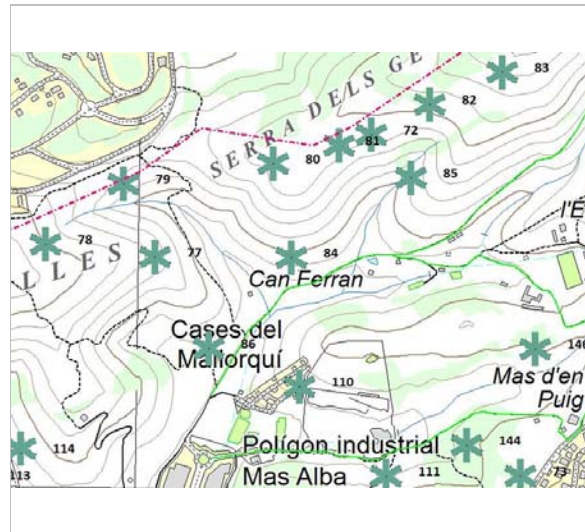 83
82
SERRA DELS GE
72
81
80
85
79
l'E
78
77
84
LLES
Can Ferran
Cases del
Mallorquí
86
140
110
Mas d'en
Puig
Polígon industrial
Mas Alba
114
144
113
111
73